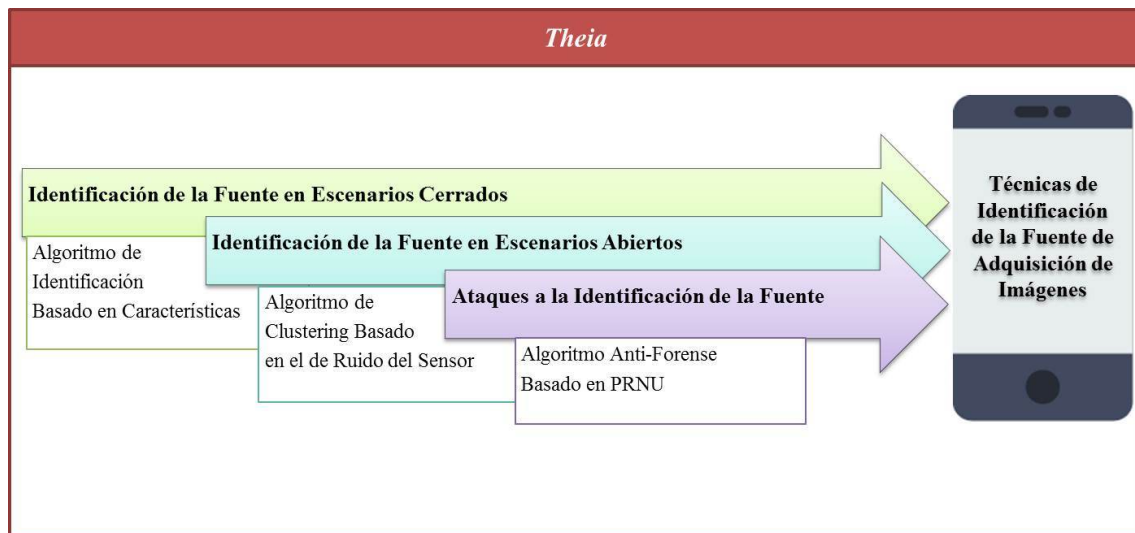 Theia
Identificación de la Fuente en Escenarios Cerrados
Algoritmo de
Identificación
Basado en Características
Identificación de la Fuente en Escenarios Abiertos
Algoritmo de
Clustering Basado
en el de Ruido del Sensor
Ataques a la Identificación de la Fuente
Algoritmo Anti-Forense
Basado en PRNU
Técnicas de
Identificación
de la Fuente de
Adquisición de
Imágenes